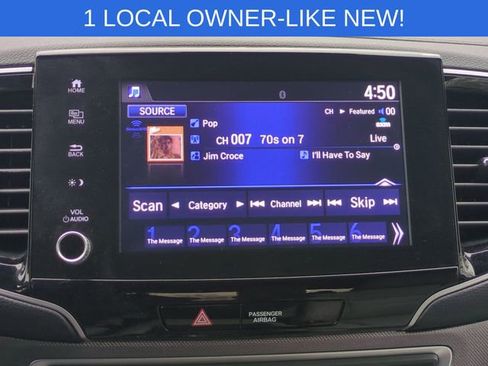 1 LOCAL OWNER-LIKE NEW!
4:50
SOURCE
CH ► Featured 00
Pop
CH 007 70s on 7 Live
Jim Croce I'll Have To Say
Scan ◄ Category ► ⏮ Channel ⏭ Skip ⏭
1 2 3 4 5 6
The Message The Message The Message The Message The Message The Message
HOME
MENU
BACK
VOL
AUDIO
PASSENGER
AIRBAG